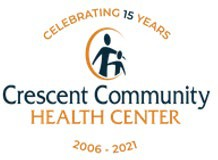 CELEBRATING 15 YEARS
Crescent Community
HEALTH CENTER
2006 - 2021